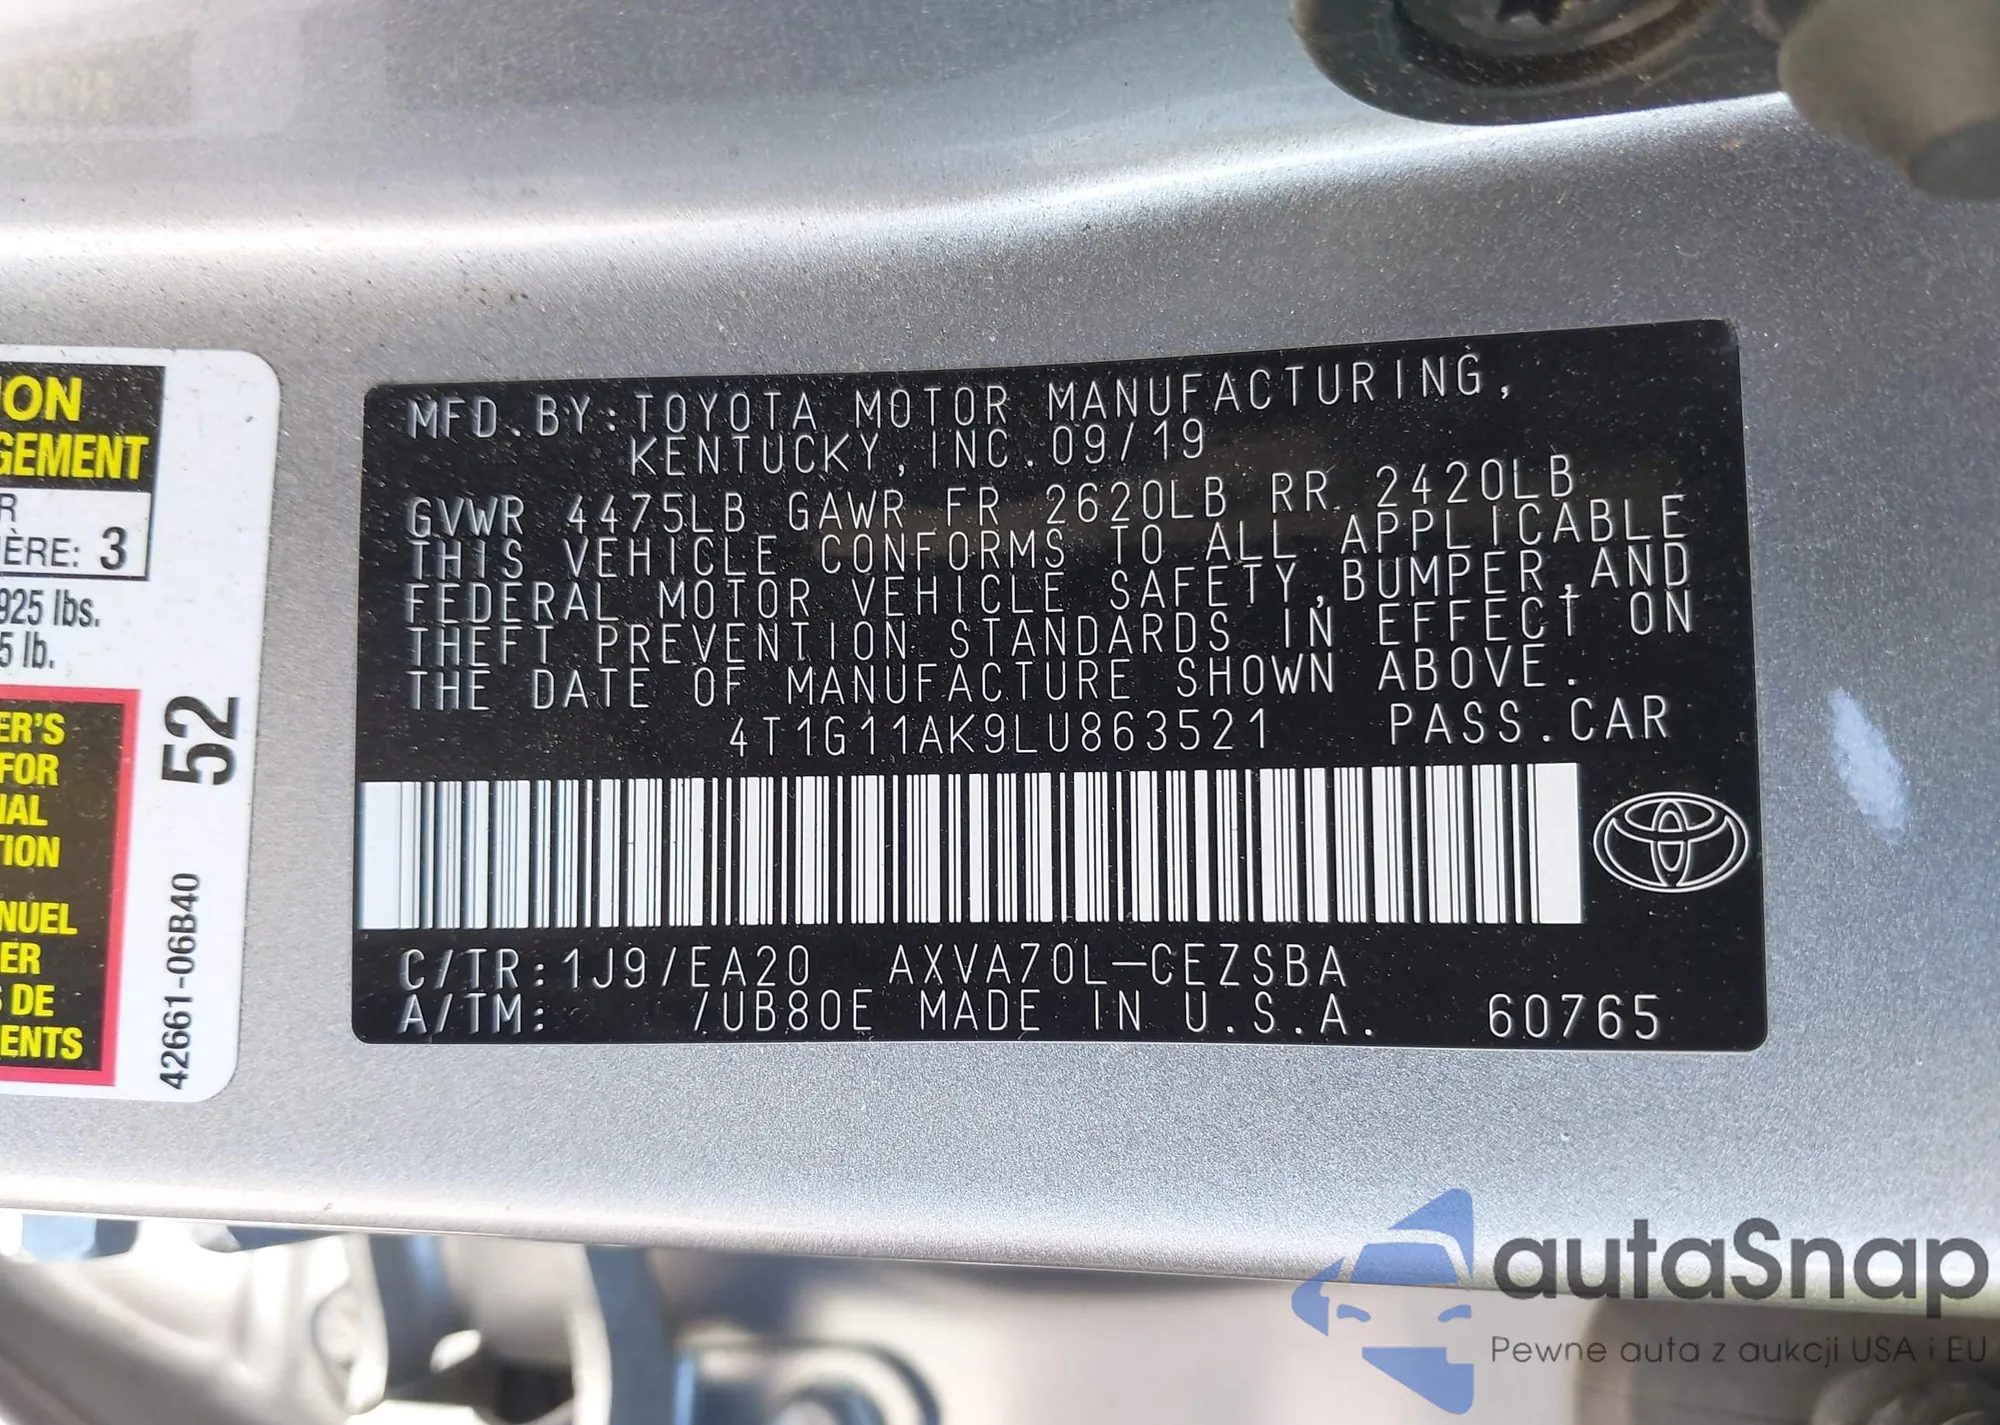 ION
GEMENT
R
IÈRE: 3
925 lbs.
5 lb.
ER'S
FOR
NAL
TION
NUEL
ER
S DE
ENTS
52
42661-06B40
MFD.BY:TOYOTA MOTOR MANUFACTURING,
KENTUCKY,INC.09/19
GVWR 4475LB GAWR FR 2620LB RR 2420LB
THIS VEHICLE CONFORMS TO ALL APPLICABLE
FEDERAL MOTOR VEHICLE SAFETY,BUMPER,AND
THEFT PREVENTION STANDARDS IN EFFECT ON
THE DATE OF MANUFACTURE SHOWN ABOVE.
4T1G11AK9LU863521 PASS.CAR
C/TR:1J9/EA20 AXVA70L-CEZSBA
A/TM: /UB80E MADE IN U.S.A. 60765
autaSnap
Pewne auta z aukcji USA i EU